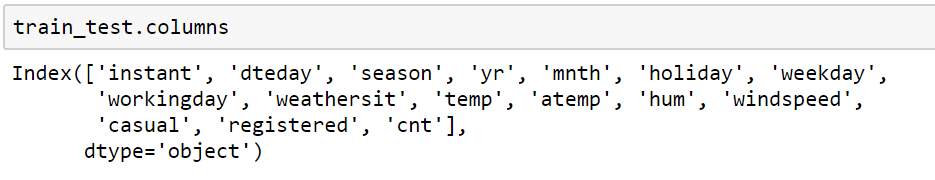 train_test.columns
Index(['instant', 'dteday', 'season', 'yr', 'mnth', 'holiday', 'weekday',
'workingday', 'weathersit', 'temp', 'atemp', 'hum', 'windspeed',
'casual', 'registered', 'cnt'],
dtype='object')